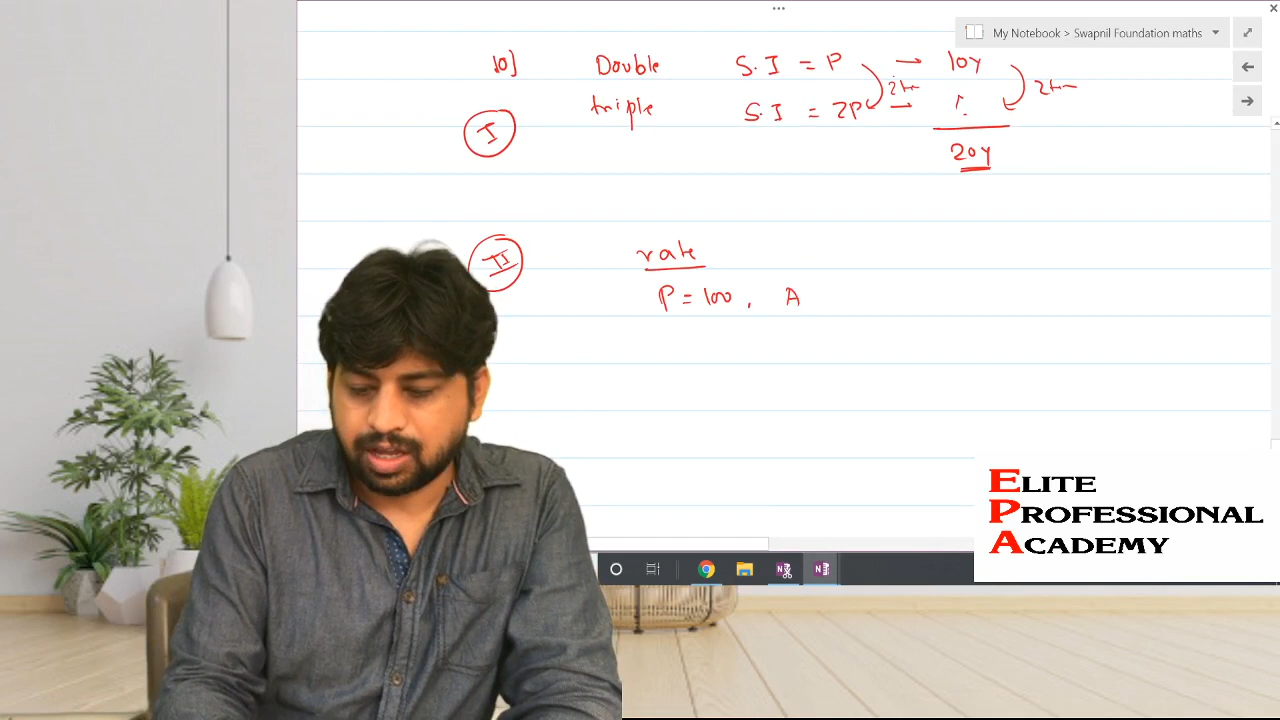 My Notebook > Swapnil Foundation maths
10] Double S.I = P → 10y
triple S.I = 2P → ?
I
20y
II rate
P = 100, A
ELITE
PROFESSIONAL
ACADEMY